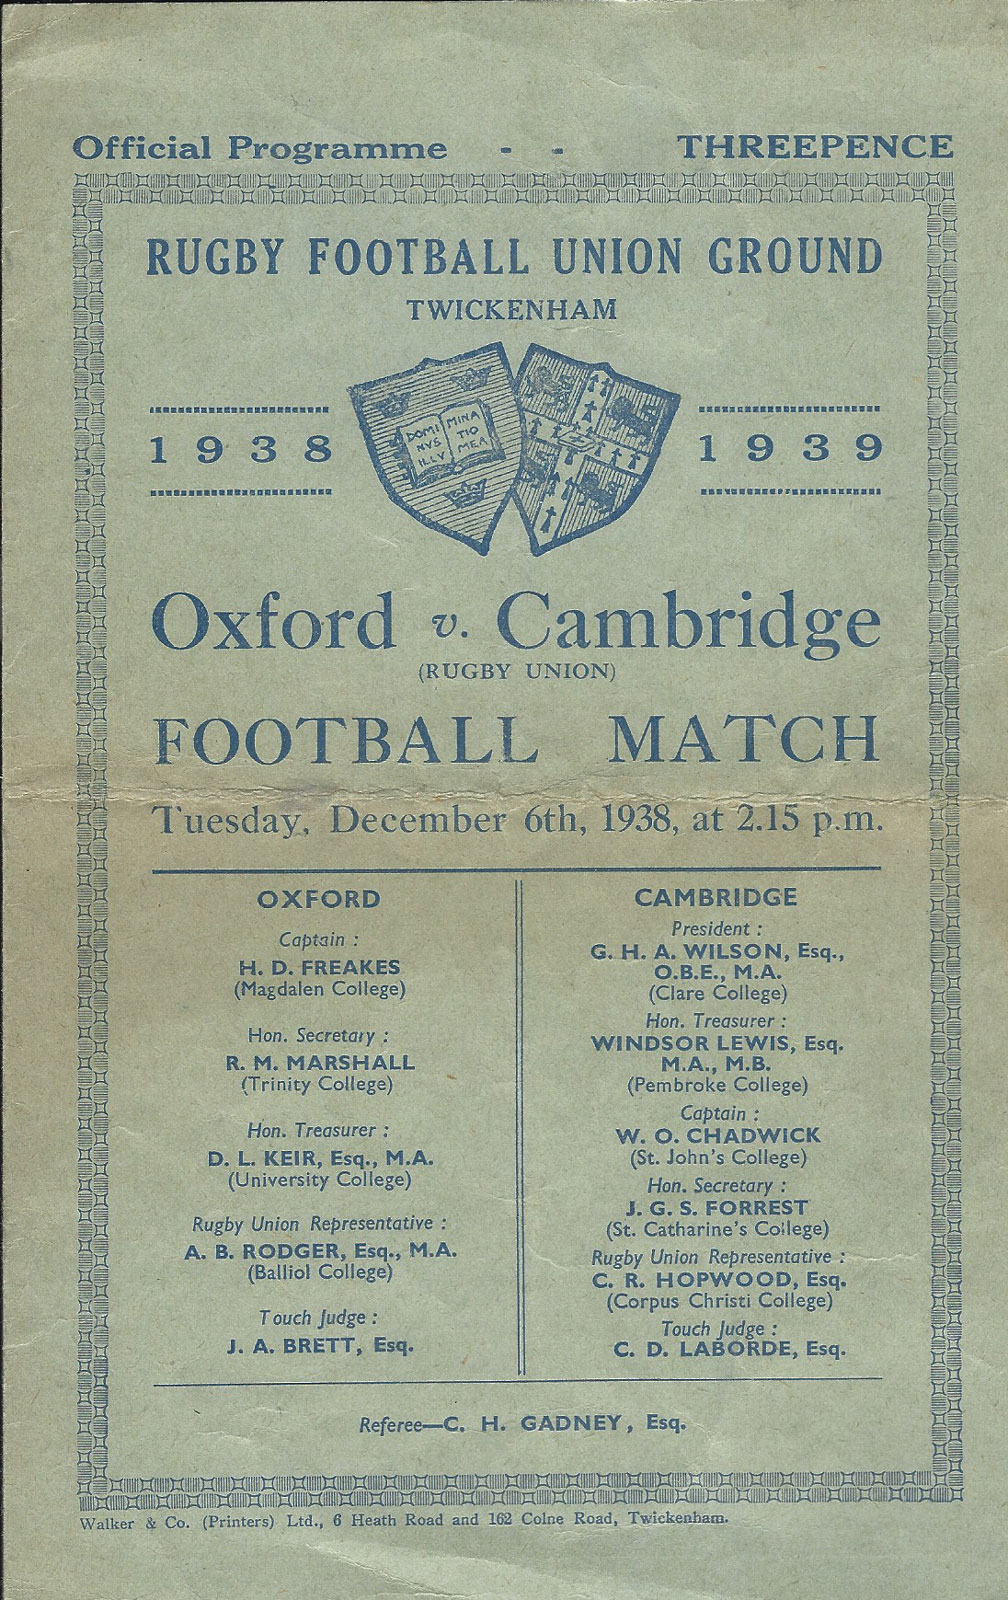 Official Programme - - THREEPENCE
RUGBY FOOTBALL UNION GROUND
TWICKENHAM
1938
DOMI
NVS
ILLV
MINA
TIO
MEA
1939
Oxford v. Cambridge
(RUGBY UNION)
FOOTBALL MATCH
Tuesday, December 6th, 1938, at 2.15 p.m.
OXFORD
Captain :
H. D. FREAKES
(Magdalen College)
Hon. Secretary :
R. M. MARSHALL
(Trinity College)
Hon. Treasurer :
D. L. KEIR, Esq., M.A.
(University College)
Rugby Union Representative :
A. B. RODGER, Esq., M.A.
(Balliol College)
Touch Judge :
J. A. BRETT, Esq.
CAMBRIDGE
President :
G. H. A. WILSON, Esq.,
O.B.E., M.A.
(Clare College)
Hon. Treasurer :
WINDSOR LEWIS, Esq.
M.A., M.B.
(Pembroke College)
Captain :
W. O. CHADWICK
(St. John's College)
Hon. Secretary :
J. G. S. FORREST
(St. Catharine's College)
Rugby Union Representative :
C. R. HOPWOOD, Esq.
(Corpus Christi College)
Touch Judge :
C. D. LABORDE, Esq.
Referee—C. H. GADNEY, Esq.
Walker & Co. (Printers) Ltd., 6 Heath Road and 162 Colne Road, Twickenham.